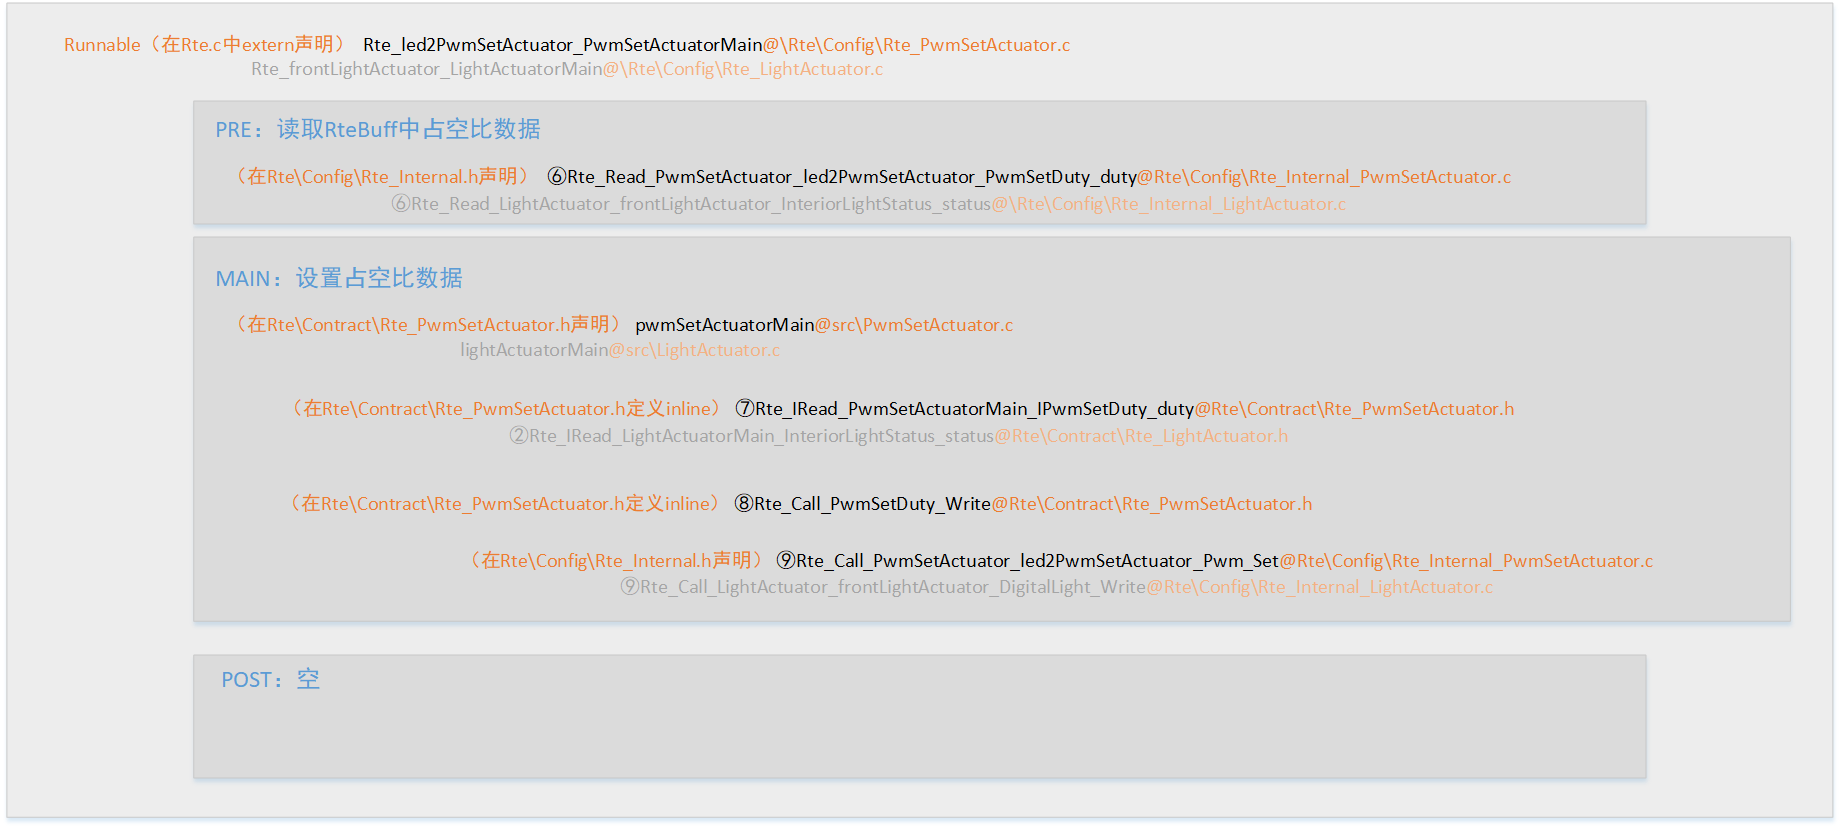 Runnable（在Rte.c中extern声明） Rte_led2PwmSetActuator_PwmSetActuatorMain@\Rte\Config\Rte_PwmSetActuator.c
Rte_frontLightActuator_LightActuatorMain@\Rte\Config\Rte_LightActuator.c
PRE：读取RteBuff中占空比数据
（在Rte\Config\Rte_Internal.h声明） ⑥Rte_Read_PwmSetActuator_led2PwmSetActuator_PwmSetDuty_duty@Rte\Config\Rte_Internal_PwmSetActuator.c
⑥Rte_Read_LightActuator_frontLightActuator_InteriorLightStatus_status@\Rte\Config\Rte_Internal_LightActuator.c
MAIN：设置占空比数据
（在Rte\Contract\Rte_PwmSetActuator.h声明） pwmSetActuatorMain@src\PwmSetActuator.c
lightActuatorMain@src\LightActuator.c
（在Rte\Contract\Rte_PwmSetActuator.h定义inline） ⑦Rte_IRead_PwmSetActuatorMain_IPwmSetDuty_duty@Rte\Contract\Rte_PwmSetActuator.h
②Rte_IRead_LightActuatorMain_InteriorLightStatus_status@Rte\Contract\Rte_LightActuator.h
（在Rte\Contract\Rte_PwmSetActuator.h定义inline） ⑧Rte_Call_PwmSetDuty_Write@Rte\Contract\Rte_PwmSetActuator.h
（在Rte\Config\Rte_Internal.h声明） ⑨Rte_Call_PwmSetActuator_led2PwmSetActuator_Pwm_Set@Rte\Config\Rte_Internal_PwmSetActuator.c
⑨Rte_Call_LightActuator_frontLightActuator_DigitalLight_Write@Rte\Config\Rte_Internal_LightActuator.c
POST：空